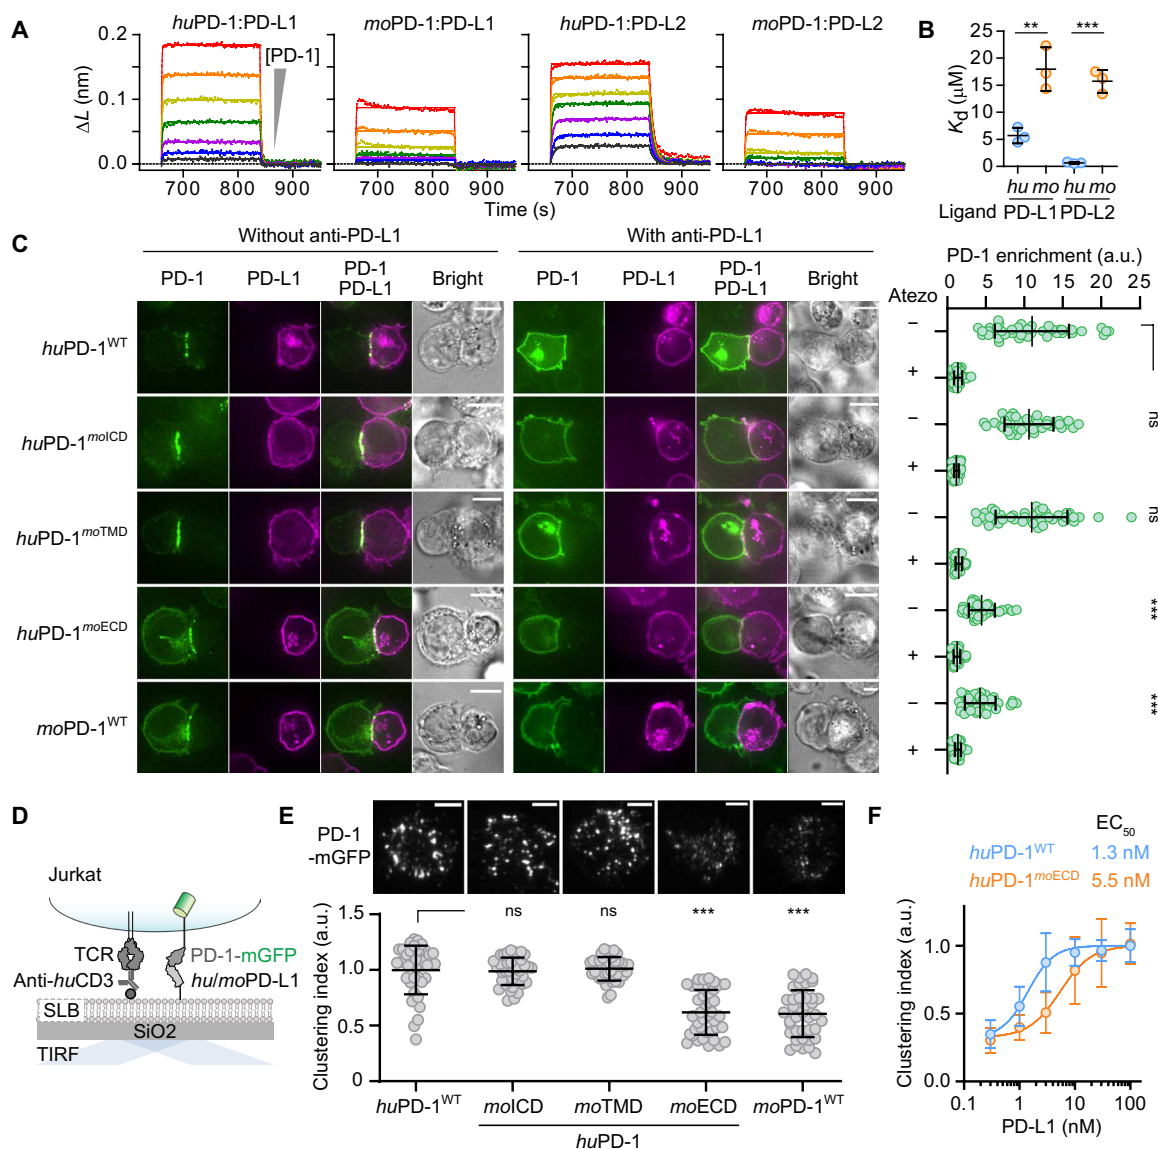 A
huPD-1:PD-L1
moPD-1:PD-L1
huPD-1:PD-L2
moPD-1:PD-L2
ΔL (nm)
0.2
0.1
0.0
[PD-1]
700 800 900
700 800 900
700 800 900
700 800 900
Time (s)
B
Kd (μM)
25
20
15
10
5
0
** ***
hu mo hu mo
Ligand PD-L1 PD-L2
C
Without anti-PD-L1
With anti-PD-L1
PD-1 PD-L1 PD-1 PD-L1 Bright
PD-1 PD-L1 PD-1 PD-L1 Bright
huPD-1WT
huPD-1moICD
huPD-1moTMD
huPD-1moECD
moPD-1WT
PD-1 enrichment (a.u.)
0 5 10 15 20 25
Atezo
−
+
−
ns
+
−
ns
+
−
***
+
−
***
+
D
Jurkat
TCR
PD-1-mGFP
Anti-huCD3
hu/moPD-L1
SLB
SiO2
TIRF
E
PD-1
-mGFP
Clustering index (a.u.)
1.5
1.0
0.5
0
ns ns *** ***
huPD-1WT moICD moTMD moECD moPD-1WT
huPD-1
F
EC50
huPD-1WT 1.3 nM
huPD-1moECD 5.5 nM
Clustering index (a.u.)
1.0
0.5
0.0
0.1 1 10 100
PD-L1 (nM)